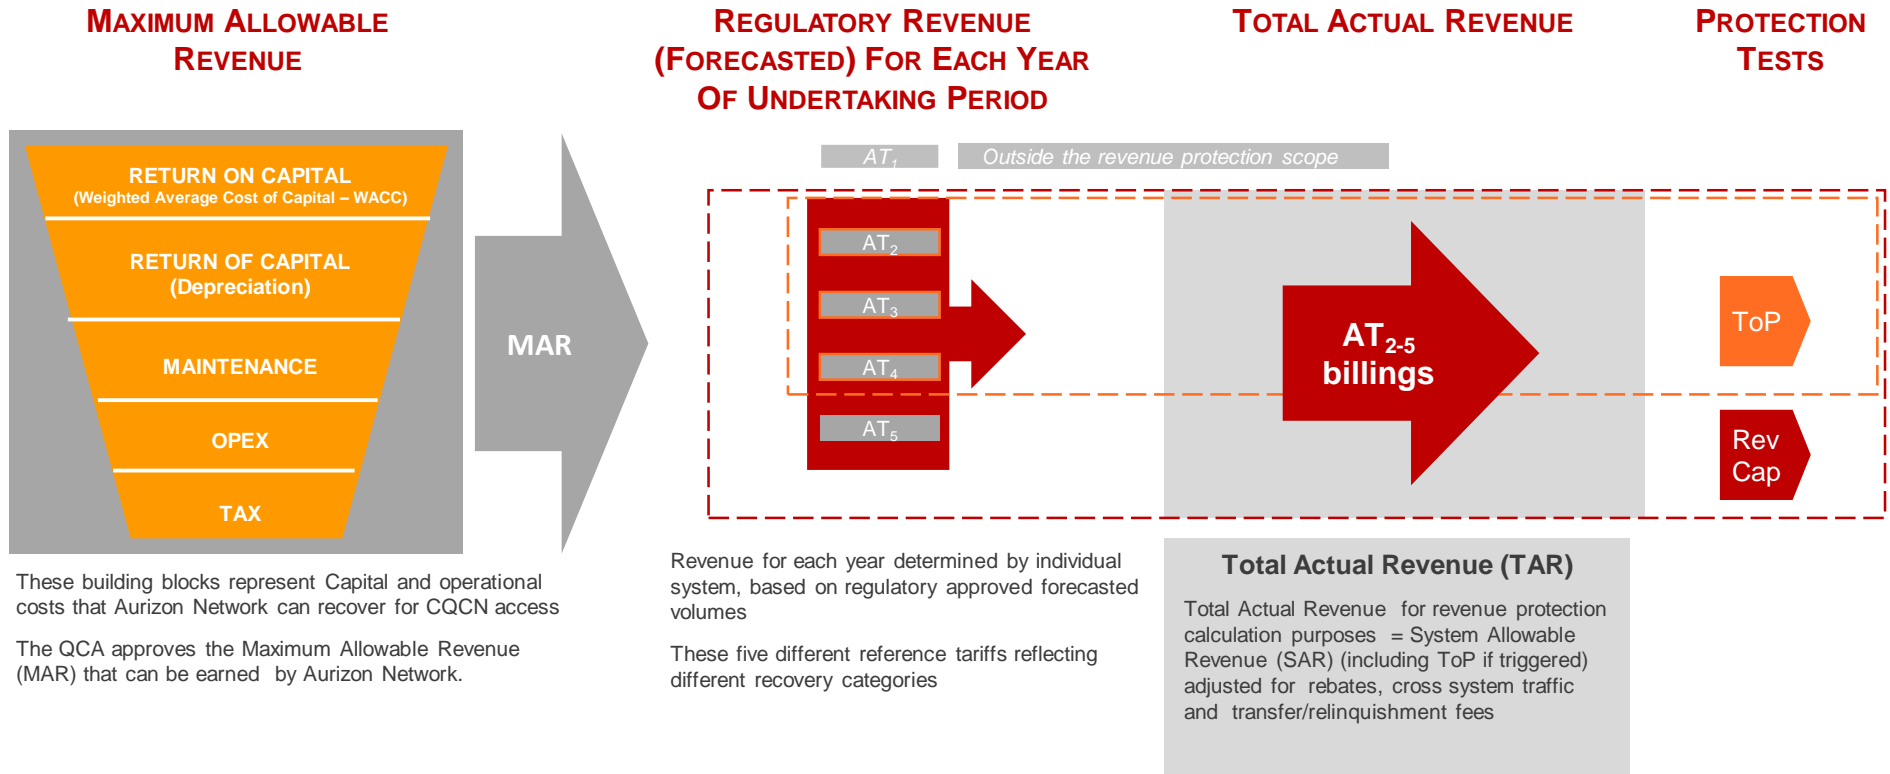 MAXIMUM ALLOWABLE
REVENUE
REGULATORY REVENUE
(FORECASTED) FOR EACH YEAR
OF UNDERTAKING PERIOD
TOTAL ACTUAL REVENUE
PROTECTION
TESTS
RETURN ON CAPITAL
(Weighted Average Cost of Capital – WACC)
RETURN OF CAPITAL
(Depreciation)
MAINTENANCE
OPEX
TAX
MAR
AT1
Outside the revenue protection scope
AT2
AT3
AT4
AT5
AT2-5
billings
ToP
Rev
Cap
These building blocks represent Capital and operational
costs that Aurizon Network can recover for CQCN access
The QCA approves the Maximum Allowable Revenue
(MAR) that can be earned by Aurizon Network.
Revenue for each year determined by individual
system, based on regulatory approved forecasted
volumes
These five different reference tariffs reflecting
different recovery categories
Total Actual Revenue (TAR)
Total Actual Revenue for revenue protection
calculation purposes = System Allowable
Revenue (SAR) (including ToP if triggered)
adjusted for rebates, cross system traffic
and transfer/relinquishment fees